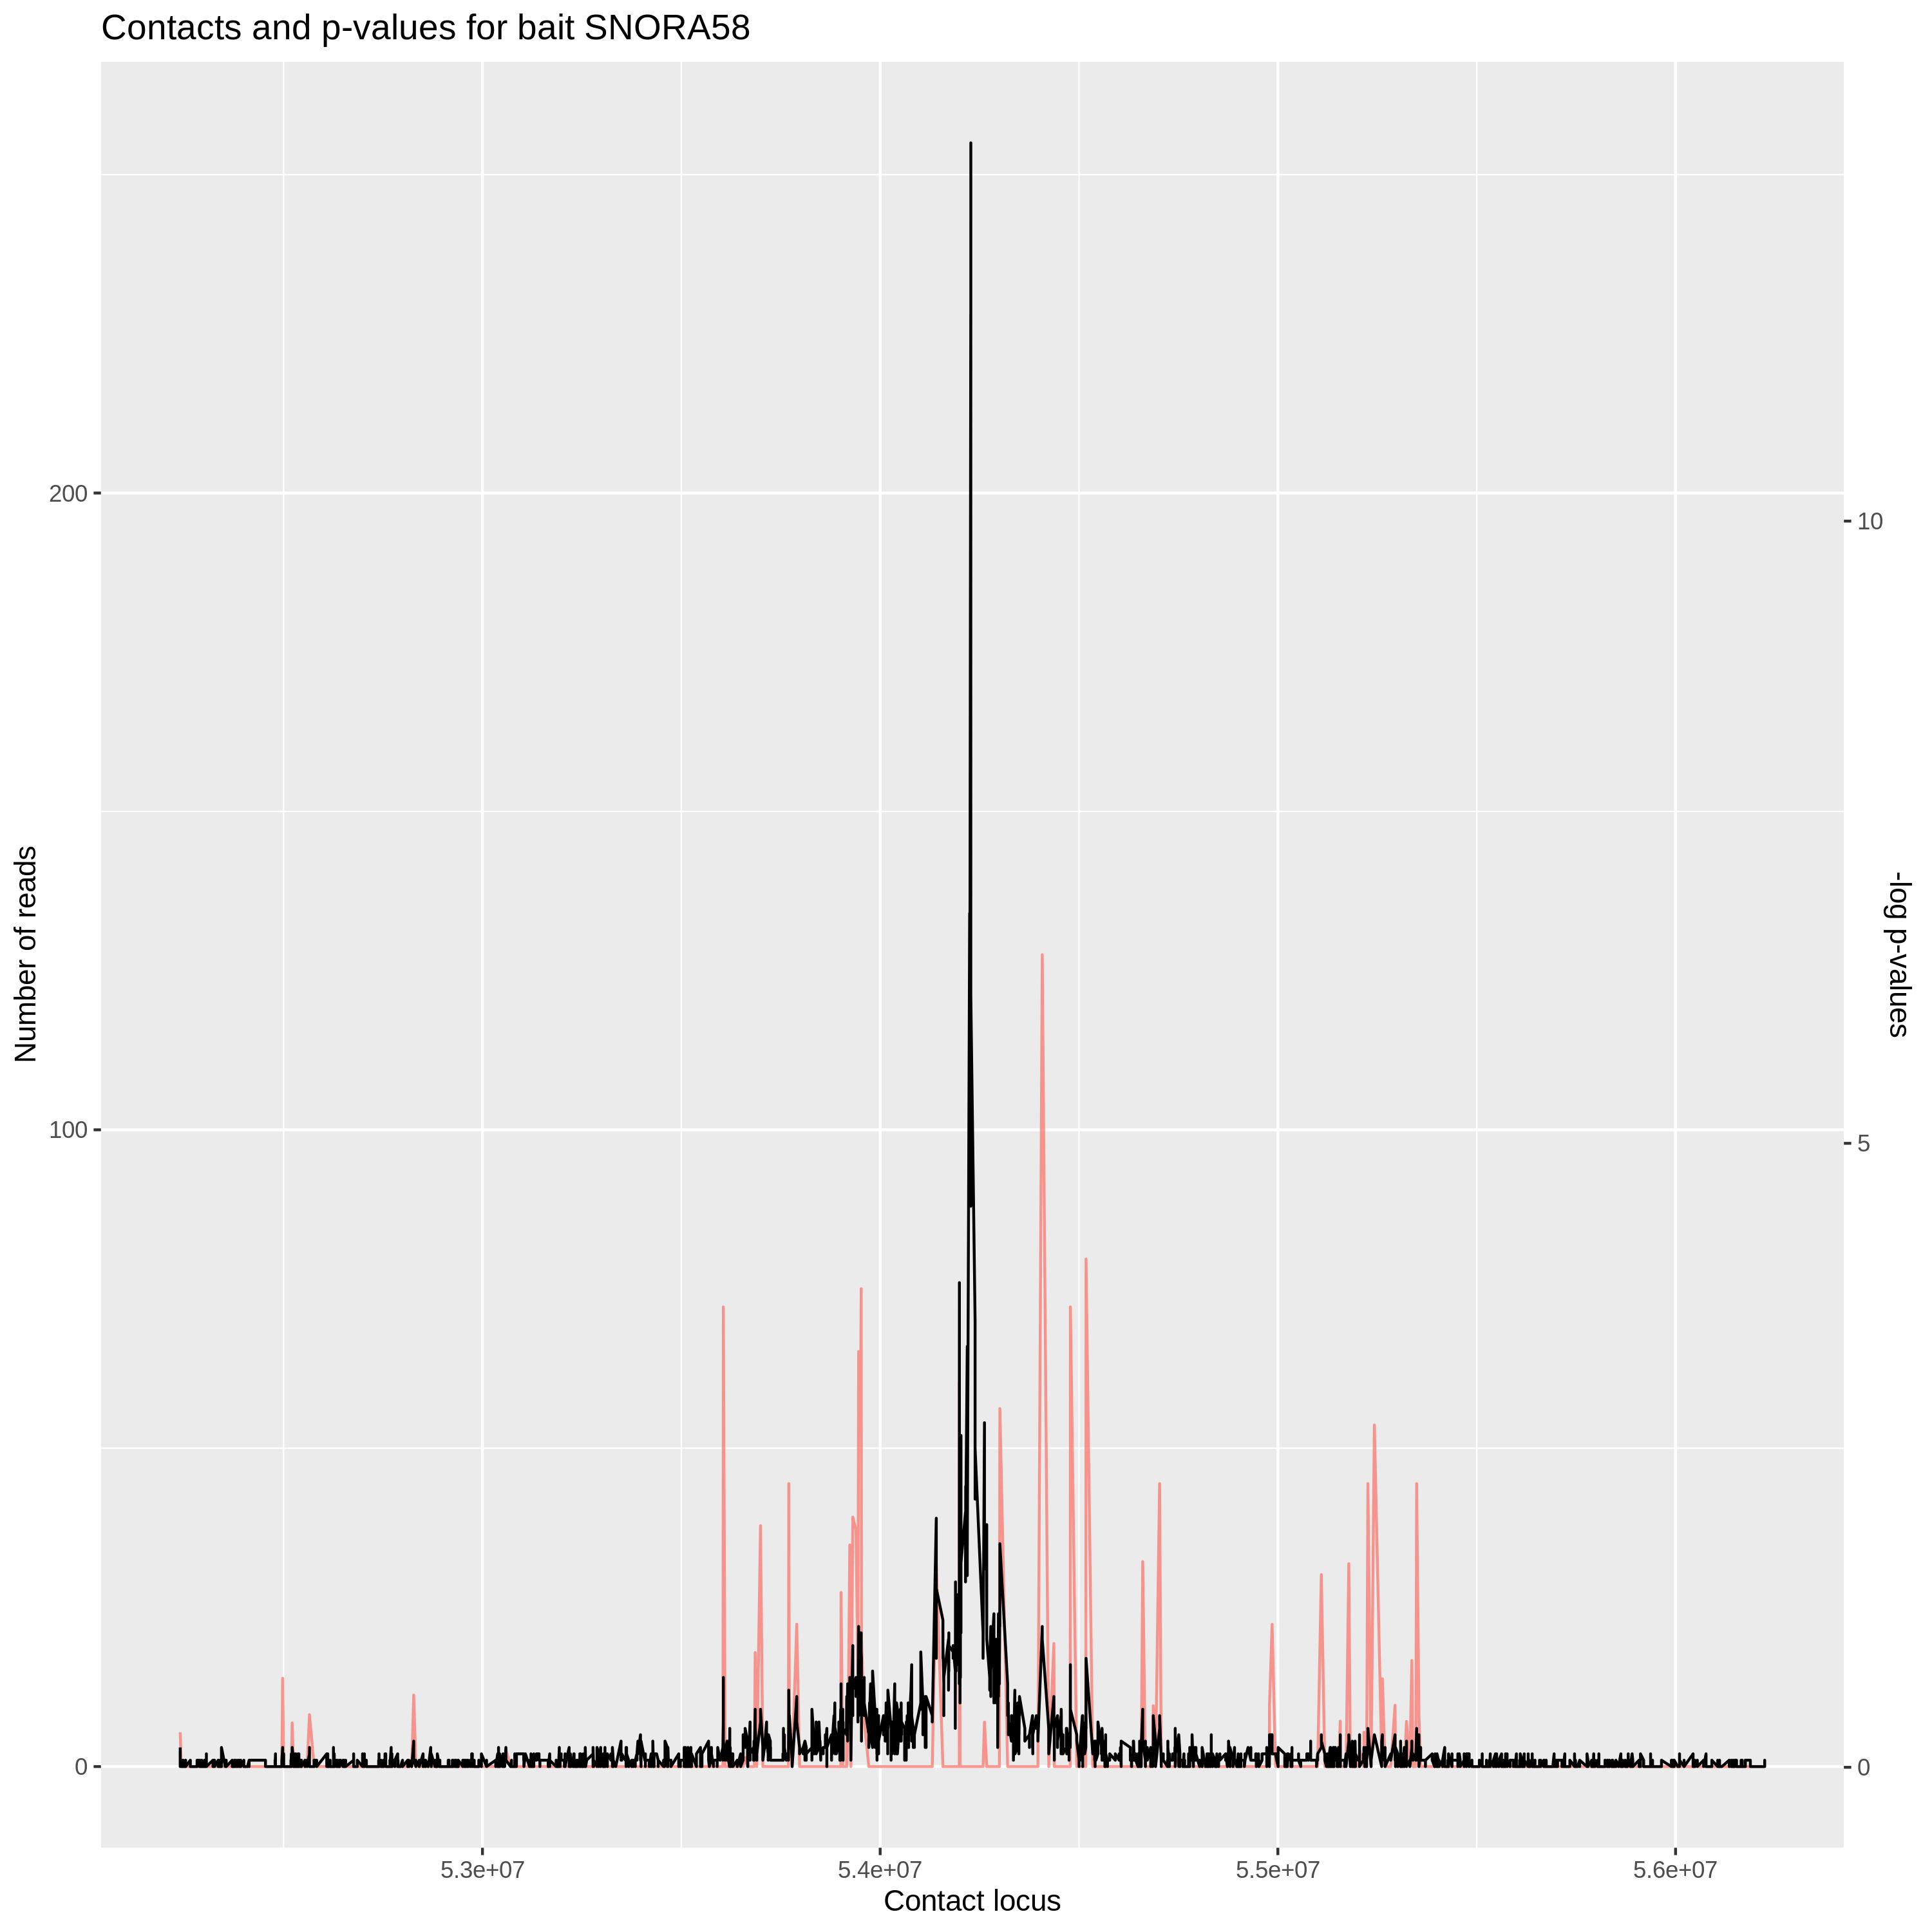 Contacts and p-values for bait SNORA58
Number of reads
200
100
0
10
5
0
-log p-values
5.3e+07
5.4e+07
5.5e+07
5.6e+07
Contact locus